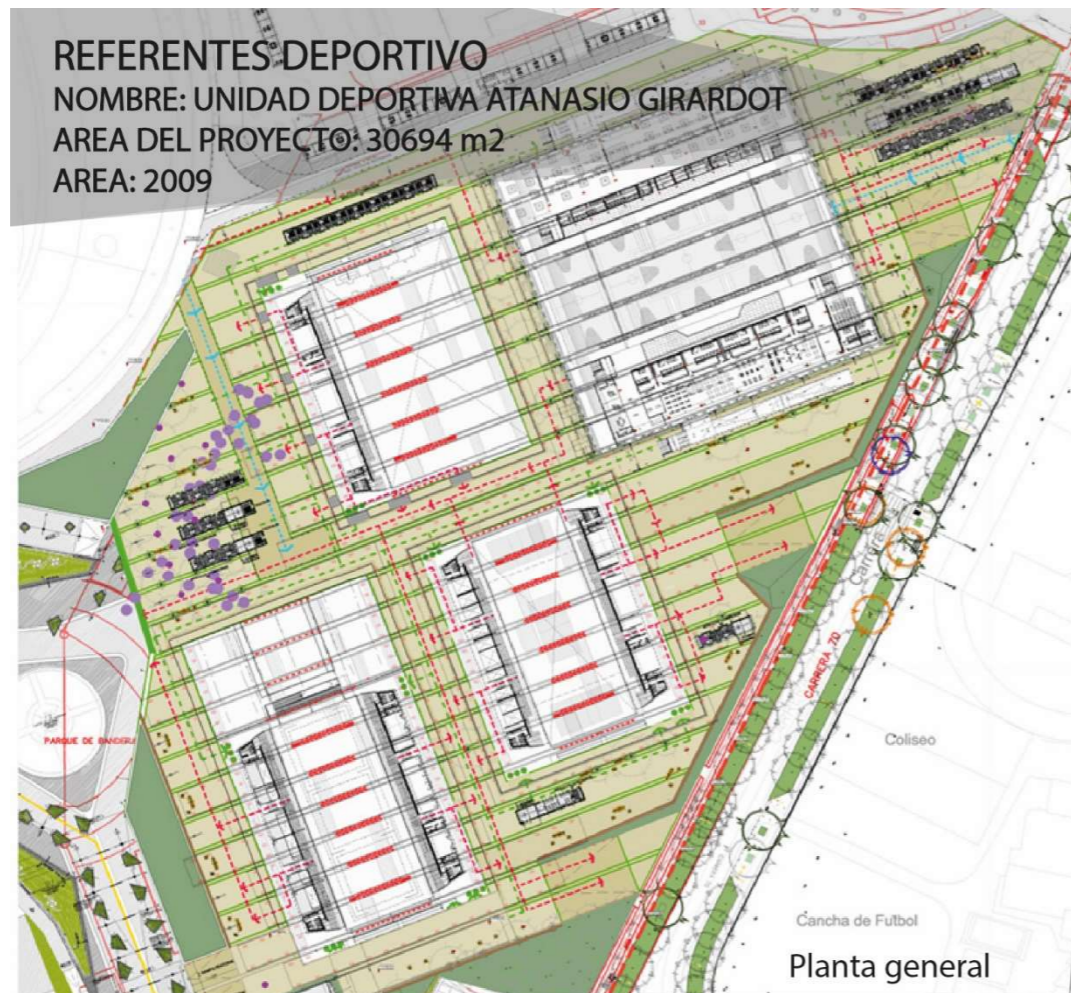 REFERENTES DEPORTIVO
NOMBRE: UNIDAD DEPORTIVA ATANASIO GIRARDOT
AREA DEL PROYECTO: 30694 m2
AREA: 2009
Carrera
CARRERA 70
PARQUE DE
Coliseo
Cancha de Futbol
Planta general